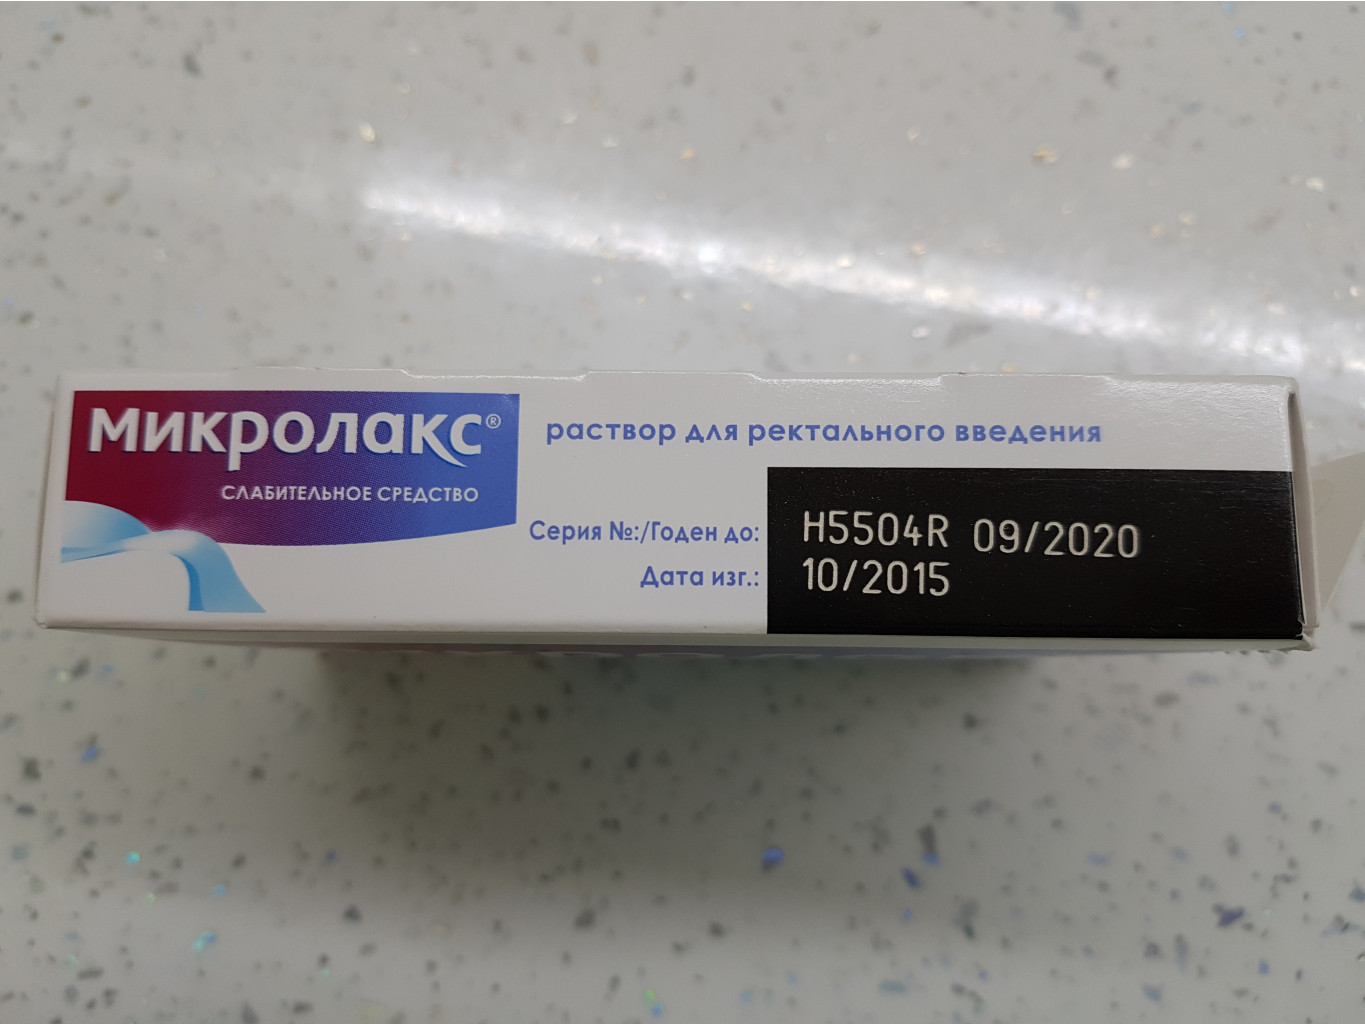 Микролакс®
СЛАБИТЕЛЬНОЕ СРЕДСТВО
раствор для ректального введения
Серия №:/Годен до: H5504R 09/2020
Дата изг.: 10/2015